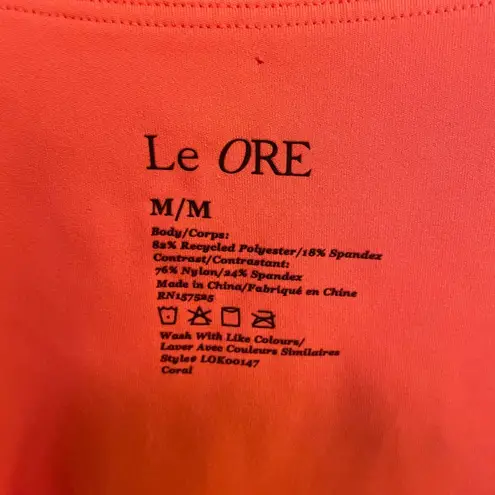 Le ORE
M/M
Body/Corps:
82% Recycled Polyester/18% Spandex
Contrast/Contrastant:
76% Nylon/24% Spandex
Made in China/Fabriqué en Chine
RN157525
Wash With Like Colours/
Laver Avec Couleurs Similaires
Style# LOK00147
Coral